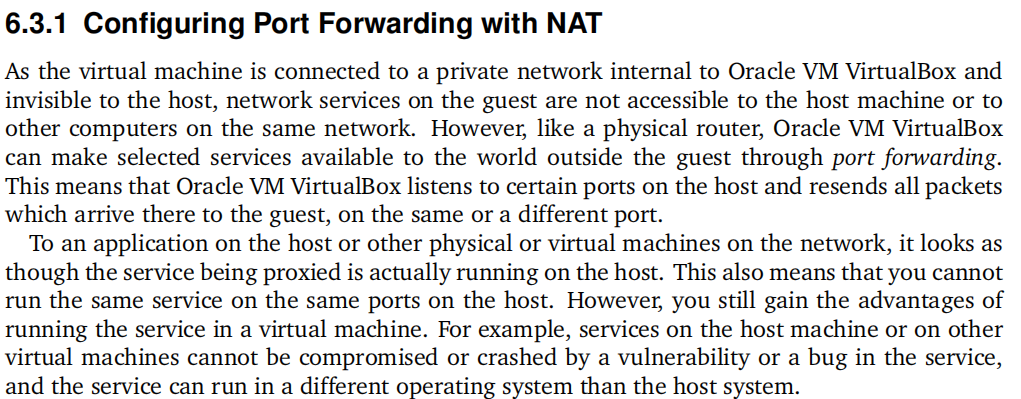 6.3.1 Configuring Port Forwarding with NAT
As the virtual machine is connected to a private network internal to Oracle VM VirtualBox and
invisible to the host, network services on the guest are not accessible to the host machine or to
other computers on the same network. However, like a physical router, Oracle VM VirtualBox
can make selected services available to the world outside the guest through port forwarding.
This means that Oracle VM VirtualBox listens to certain ports on the host and resends all packets
which arrive there to the guest, on the same or a different port.
To an application on the host or other physical or virtual machines on the network, it looks as
though the service being proxied is actually running on the host. This also means that you cannot
run the same service on the same ports on the host. However, you still gain the advantages of
running the service in a virtual machine. For example, services on the host machine or on other
virtual machines cannot be compromised or crashed by a vulnerability or a bug in the service,
and the service can run in a different operating system than the host system.